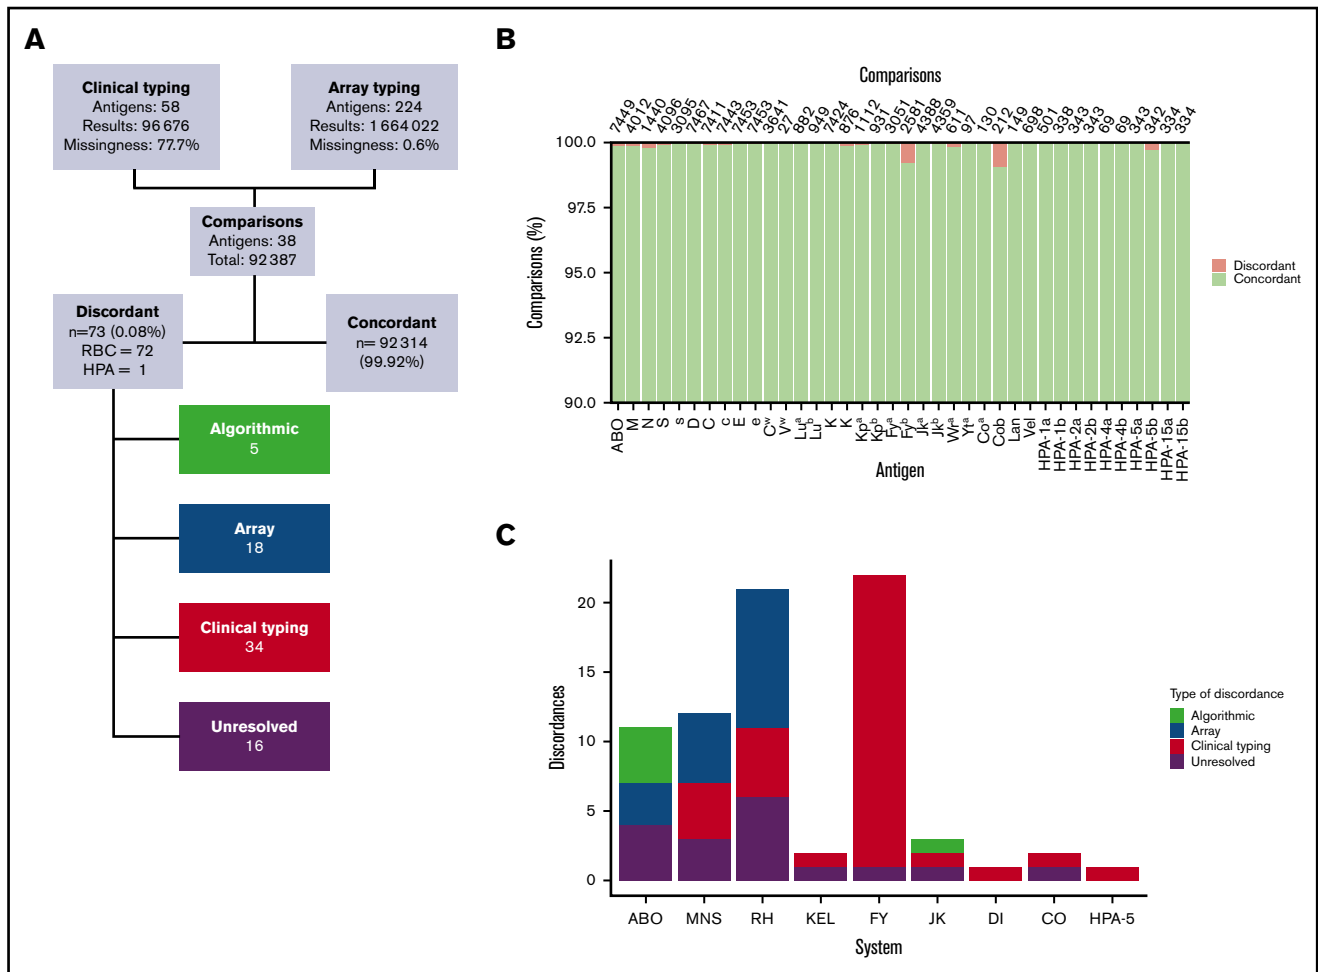 A
Clinical typing
Antigens: 58
Results: 96 676
Missingness: 77.7%
Array typing
Antigens: 224
Results: 1 664 022
Missingness: 0.6%
Comparisons
Antigens: 38
Total: 92 387
Discordant
n=73 (0.08%)
RBC = 72
HPA = 1
Concordant
n= 92 314
(99.92%)
Algorithmic
5
Array
18
Clinical typing
34
Unresolved
16
B
Comparisons
7449 4012 1440 4096 3095 7467 7411 7443 7453 7453 3641 27 882 949 7424 876 1112 931 3051 2581 4388 4359 611 97 130 212 149 698 501 338 343 343 69 69 343 342 334 334
100.0
97.5
95.0
92.5
90.0
Comparisons (%)
ABO M N S s D C c E e Cʷ Vʷ Luᵃ Luᵇ K K Kpᵃ Kpᵇ Fyᵃ Fyᵇ Jkᵃ Jkᵇ Wrᵃ Ytᵃ Coᵃ Cob Lan Vel HPA-1a HPA-1b HPA-2a HPA-2b HPA-4a HPA-4b HPA-5a HPA-5b HPA-15a HPA-15b
Antigen
Discordant
Concordant
C
20
15
10
5
0
Discordances
ABO MNS RH KEL FY JK DI CO HPA-5
System
Type of discordance
Algorithmic
Array
Clinical typing
Unresolved